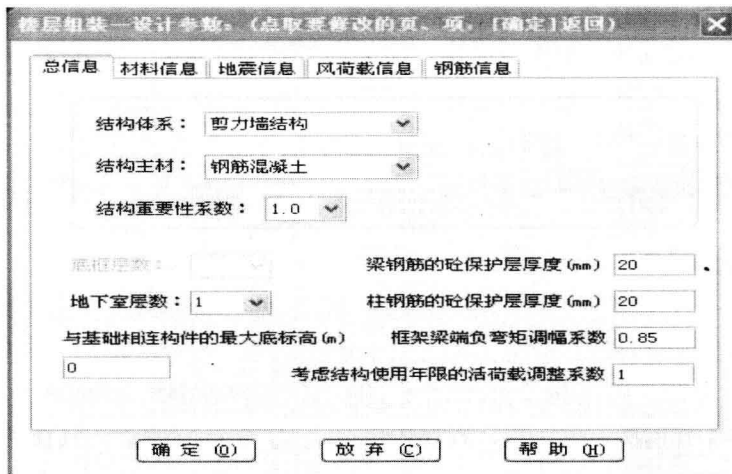 楼层组装—设计参数：（点取要修改的页、项，[确定]返回）
总信息 材料信息 地震信息 风荷载信息 钢筋信息
结构体系： 剪力墙结构
结构主材： 钢筋混凝土
结构重要性系数： 1.0
底框层数： 梁钢筋的砼保护层厚度(mm) 20
地下室层数： 1 柱钢筋的砼保护层厚度(mm) 20
与基础相连构件的最大底标高(m) 框架梁端负弯矩调幅系数 0.85
0 考虑结构使用年限的活荷载调整系数 1
确 定 (O) 放 弃 (C) 帮 助 (H)